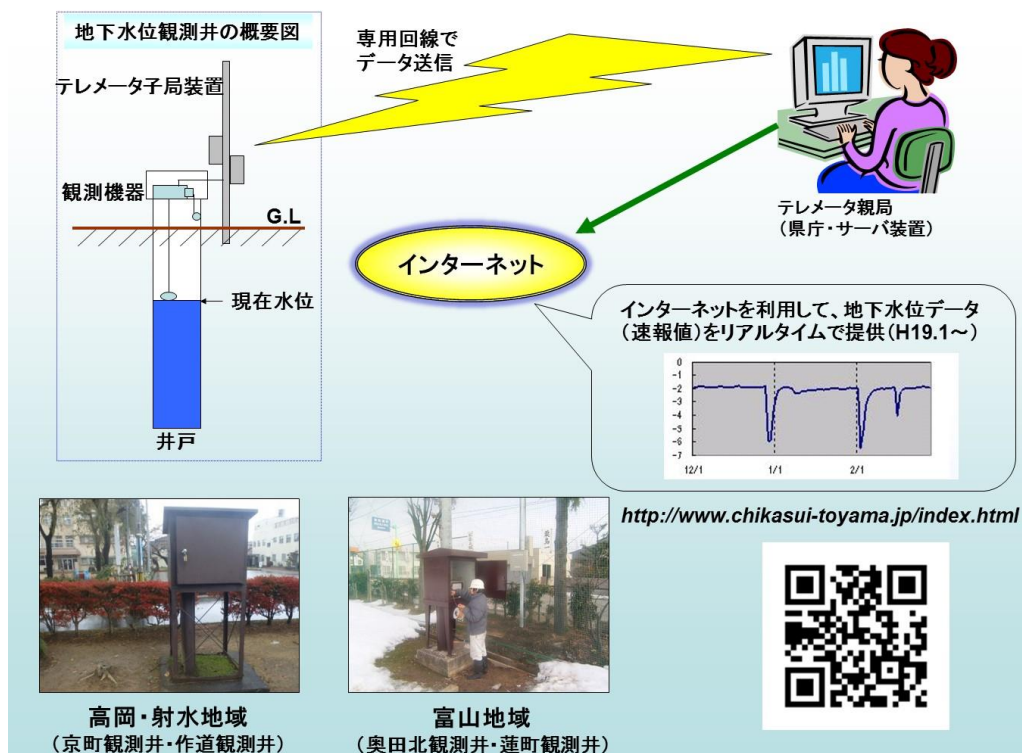 地下水位観測井の概要図
テレメータ子局装置
観測機器
G.L
現在水位
井戸
専用回線で
データ送信
テレメータ親局
（県庁・サーバ装置）
インターネット
インターネットを利用して、地下水位データ
（速報値）をリアルタイムで提供（H19.1～）
0
-1
-2
-3
-4
-5
-6
-7
12/1 1/1 2/1
http://www.chikasui-toyama.jp/index.html
高岡・射水地域
（京町観測井・作道観測井）
富山地域
（奥田北観測井・蓮町観測井）